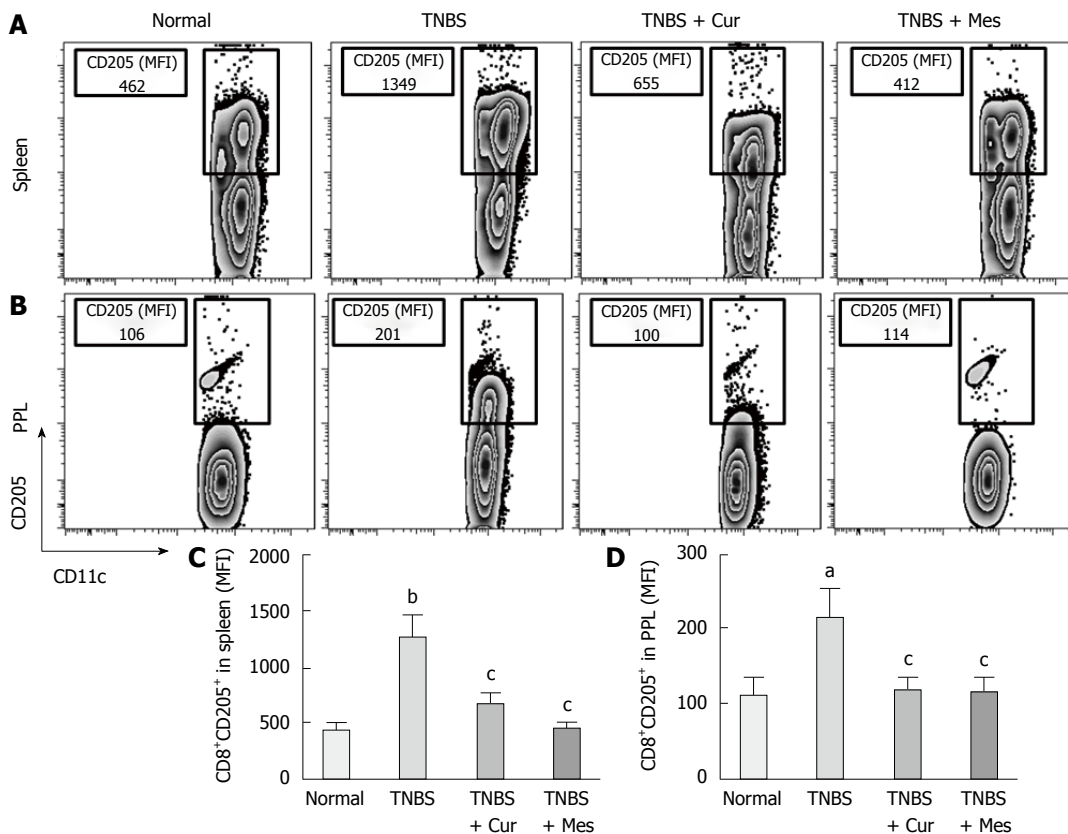 A
Normal
TNBS
TNBS + Cur
TNBS + Mes
Spleen
CD205 (MFI)
462
CD205 (MFI)
1349
CD205 (MFI)
655
CD205 (MFI)
412
B
PPL
CD205 (MFI)
106
CD205 (MFI)
201
CD205 (MFI)
100
CD205 (MFI)
114
CD205
CD11c
C
CD8⁺CD205⁺ in spleen (MFI)
2000
1500
1000
500
0
b
c
c
Normal
TNBS
TNBS
+ Cur
TNBS
+ Mes
D
CD8⁺CD205⁺ in PPL (MFI)
300
200
100
0
a
c
c
Normal
TNBS
TNBS
+ Cur
TNBS
+ Mes